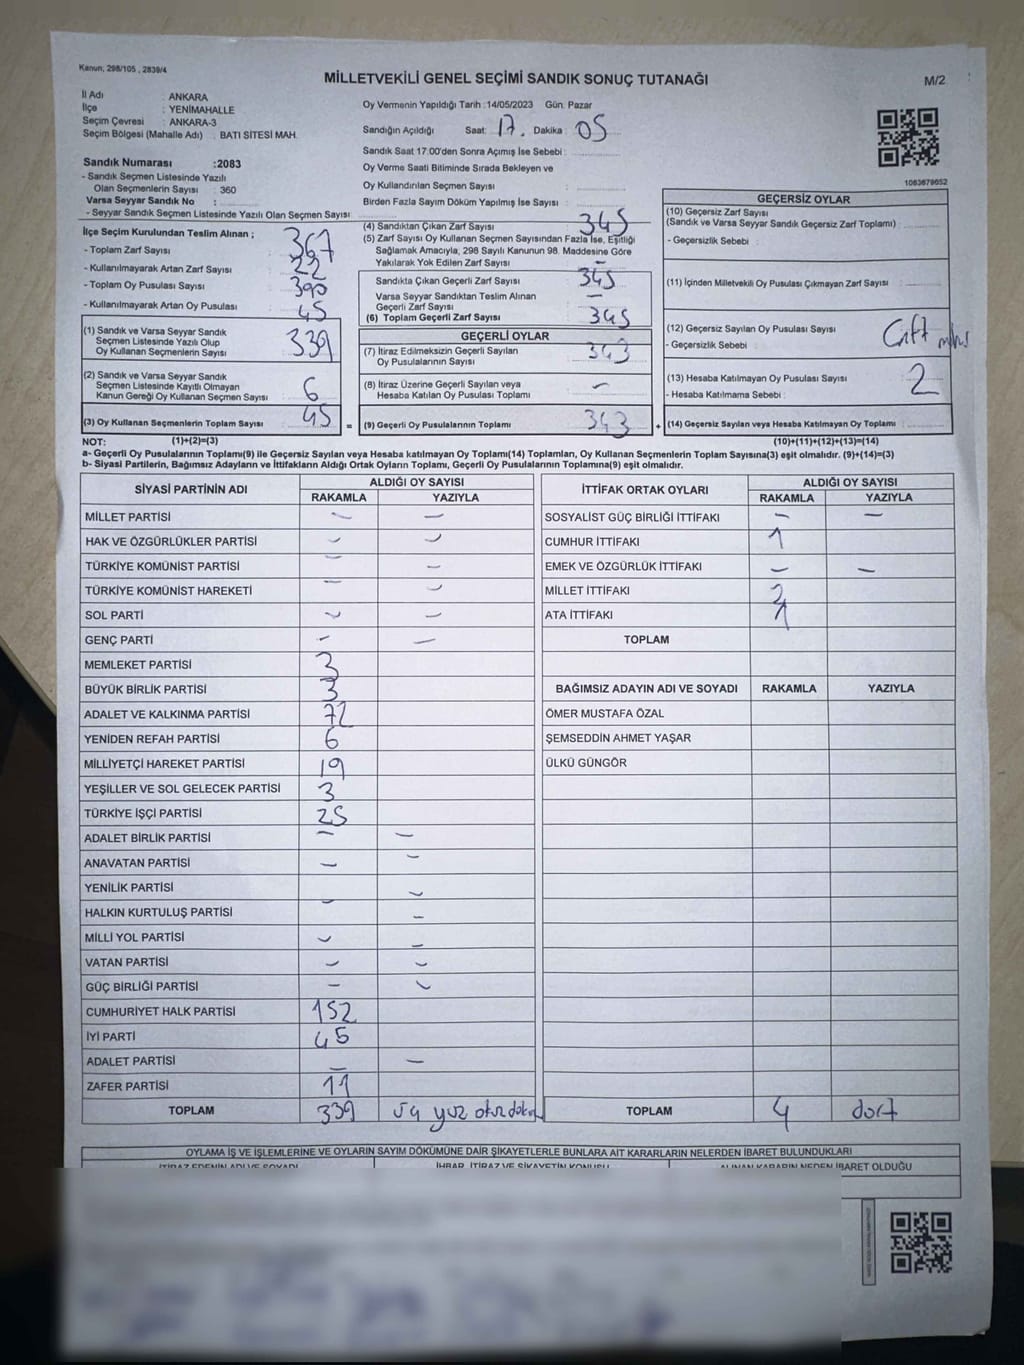 Kanun; 298/105 , 2839/4
MİLLETVEKİLİ GENEL SEÇİMİ SANDIK SONUÇ TUTANAĞI
M/2
İl Adı : ANKARA
İlçe : YENİMAHALLE
Seçim Çevresi : ANKARA-3
Seçim Bölgesi (Mahalle Adı) : BATI SİTESİ MAH.
Sandık Numarası :2083
- Sandık Seçmen Listesinde Yazılı
Olan Seçmenlerin Sayısı : 360
Varsa Seyyar Sandık No :
- Seyyar Sandık Seçmen Listesinde Yazılı Olan Seçmen Sayısı
Oy Vermenin Yapıldığı Tarih :14/05/2023 Gün: Pazar
Sandığın Açıldığı Saat: 17. Dakika : 05
Sandık Saat 17:00'den Sonra Açımış İse Sebebi :
Oy Verme Saati Bitiminde Sırada Bekleyen ve
Oy Kullandırılan Seçmen Sayısı :
Birden Fazla Sayım Döküm Yapılmış İse Sayısı :
1063679652
İlçe Seçim Kurulundan Teslim Alınan ;
- Toplam Zarf Sayısı : 367
- Kullanılmayarak Artan Zarf Sayısı : 22
- Toplam Oy Pusulası Sayısı : 390
- Kullanılmayarak Artan Oy Pusulası : 45
(1) Sandık ve Varsa Seyyar Sandık
Seçmen Listesinde Yazılı Olup
Oy Kullanan Seçmenlerin Sayısı : 339
(2) Sandık ve Varsa Seyyar Sandık
Seçmen Listesinde Kayıtlı Olmayan
Kanun Gereği Oy Kullanan Seçmen Sayısı : 6
(3) Oy Kullanan Seçmenlerin Toplam Sayısı : 45 =
(4) Sandıktan Çıkan Zarf Sayısı : 345
(5) Zarf Sayısı Oy Kullanan Seçmen Sayısından Fazla İse, Eşitliği
Sağlamak Amacıyla, 298 Sayılı Kanunun 98. Maddesine Göre
Yakılarak Yok Edilen Zarf Sayısı : –
Sandıkta Çıkan Geçerli Zarf Sayısı : 345
Varsa Seyyar Sandıktan Teslim Alınan
Geçerli Zarf Sayısı : –
(6) Toplam Geçerli Zarf Sayısı : 345
GEÇERLİ OYLAR
(7) İtiraz Edilmeksizin Geçerli Sayılan
Oy Pusulalarının Sayısı : 343
(8) İtiraz Üzerine Geçerli Sayılan veya
Hesaba Katılan Oy Pusulası Toplamı : –
(9) Geçerli Oy Pusulalarının Toplamı : 343 +
GEÇERSİZ OYLAR
(10) Geçersiz Zarf Sayısı
(Sandık ve Varsa Seyyar Sandık Geçersiz Zarf Toplamı) :
- Geçersizlik Sebebi :
(11) İçinden Milletvekili Oy Pusulası Çıkmayan Zarf Sayısı :
(12) Geçersiz Sayılan Oy Pusulası Sayısı :
- Geçersizlik Sebebi : Çift
(13) Hesaba Katılmayan Oy Pusulası Sayısı : 2
- Hesaba Katılmama Sebebi :
(14) Geçersiz Sayılan veya Hesaba Katılmayan Oy Toplamı :
NOT: (1)+(2)=(3) (10)+(11)+(12)+(13)=(14)
a- Geçerli Oy Pusulalarının Toplamı(9) ile Geçersiz Sayılan veya Hesaba katılmayan Oy Toplamı(14) Toplamları, Oy Kullanan Seçmenlerin Toplam Sayısına(3) eşit olmalıdır. (9)+(14)=(3)
b- Siyasi Partilerin, Bağımsız Adayların ve İttifakların Aldığı Ortak Oyların Toplamı, Geçerli Oy Pusulalarının Toplamına(9) eşit olmalıdır.
SİYASİ PARTİNİN ADI ALDIĞI OY SAYISI
RAKAMLA YAZIYLA
MİLLET PARTİSİ – –
HAK VE ÖZGÜRLÜKLER PARTİSİ – –
TÜRKİYE KOMÜNİST PARTİSİ – –
TÜRKİYE KOMÜNİST HAREKETİ – –
SOL PARTİ – –
GENÇ PARTİ – –
MEMLEKET PARTİSİ 3
BÜYÜK BİRLİK PARTİSİ 3
ADALET VE KALKINMA PARTİSİ 72
YENİDEN REFAH PARTİSİ 6
MİLLİYETÇİ HAREKET PARTİSİ 19
YEŞİLLER VE SOL GELECEK PARTİSİ 3
TÜRKİYE İŞÇİ PARTİSİ 25
ADALET BİRLİK PARTİSİ – –
ANAVATAN PARTİSİ – –
YENİLİK PARTİSİ – –
HALKIN KURTULUŞ PARTİSİ – –
MİLLİ YOL PARTİSİ – –
VATAN PARTİSİ – –
GÜÇ BİRLİĞİ PARTİSİ – –
CUMHURİYET HALK PARTİSİ 152
İYİ PARTİ 45
ADALET PARTİSİ – –
ZAFER PARTİSİ 11
TOPLAM 339 yüz
İTTİFAK ORTAK OYLARI ALDIĞI OY SAYISI
RAKAMLA YAZIYLA
SOSYALİST GÜÇ BİRLİĞİ İTTİFAKI – –
CUMHUR İTTİFAKI 1
EMEK VE ÖZGÜRLÜK İTTİFAKI – –
MİLLET İTTİFAKI 2
ATA İTTİFAKI 1
TOPLAM
BAĞIMSIZ ADAYIN ADI VE SOYADI RAKAMLA YAZIYLA
ÖMER MUSTAFA ÖZAL
ŞEMSEDDİN AHMET YAŞAR
ÜLKÜ GÜNGÖR
TOPLAM 4 dört
OYLAMA İŞ VE İŞLEMLERİNE VE OYLARIN SAYIM DÖKÜMÜNE DAİR ŞİKAYETLERLE BUNLARA AİT KARARLARIN NELERDEN İBARET BULUNDUKLARI
İTİRAZ EDENİN ADI VE SOYADI İHBAR, İTİRAZ VE ŞİKAYETİN KONUSU ALINAN KARARIN NEDEN İBARET OLDUĞU